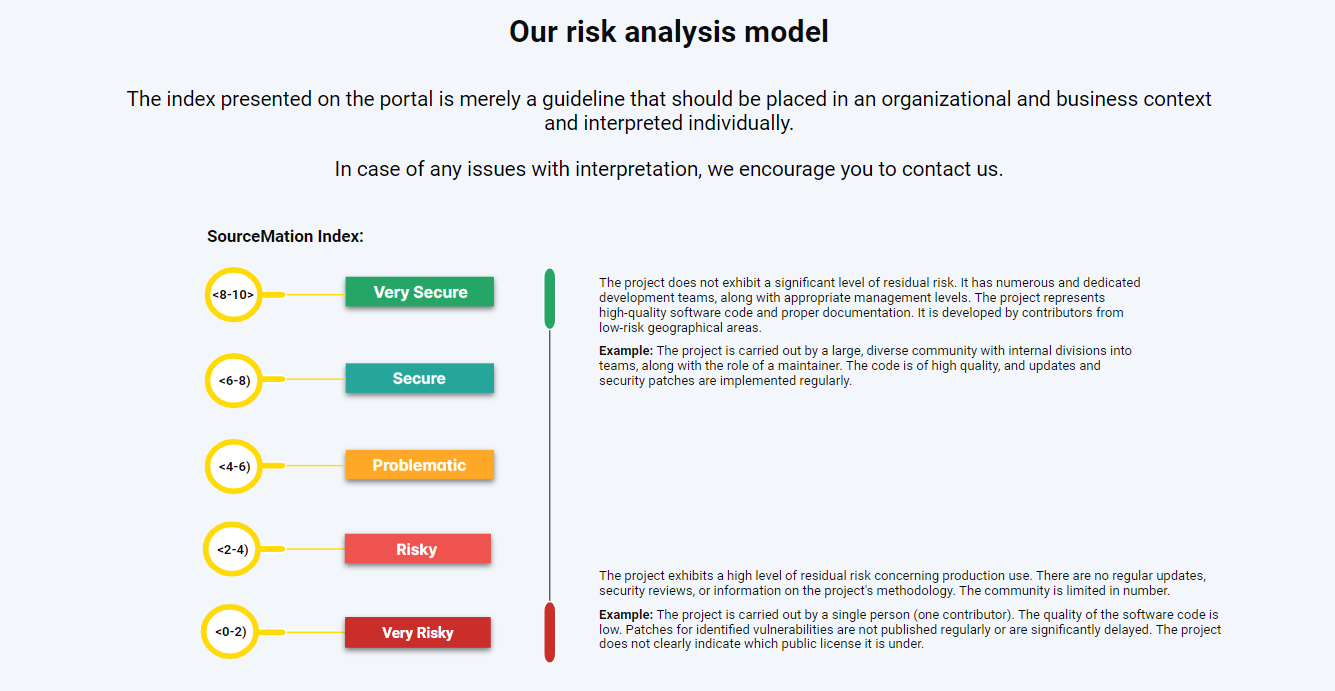 Our risk analysis model
The index presented on the portal is merely a guideline that should be placed in an organizational and business context
and interpreted individually.
In case of any issues with interpretation, we encourage you to contact us.
SourceMation Index:
<8-10>
Very Secure
The project does not exhibit a significant level of residual risk. It has numerous and dedicated
development teams, along with appropriate management levels. The project represents
high-quality software code and proper documentation. It is developed by contributors from
low-risk geographical areas.
Example: The project is carried out by a large, diverse community with internal divisions into
teams, along with the role of a maintainer. The code is of high quality, and updates and
security patches are implemented regularly.
<6-8)
Secure
<4-6)
Problematic
<2-4)
Risky
The project exhibits a high level of residual risk concerning production use. There are no regular updates,
security reviews, or information on the project's methodology. The community is limited in number.
Example: The project is carried out by a single person (one contributor). The quality of the software code is
low. Patches for identified vulnerabilities are not published regularly or are significantly delayed. The project
does not clearly indicate which public license it is under.
<0-2)
Very Risky